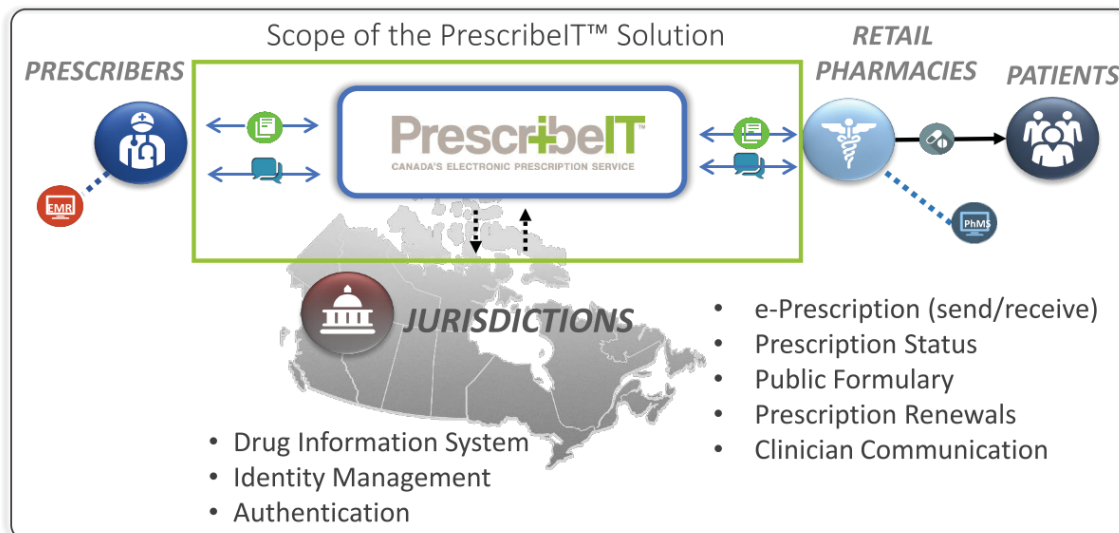 Scope of the PrescribeIT™ Solution
PRESCRIBERS
RETAIL
PHARMACIES
PATIENTS
PrescribeIT™
CANADA'S ELECTRONIC PRESCRIPTION SERVICE
EMR
PhMS
JURISDICTIONS
• Drug Information System
• Identity Management
• Authentication
• e-Prescription (send/receive)
• Prescription Status
• Public Formulary
• Prescription Renewals
• Clinician Communication